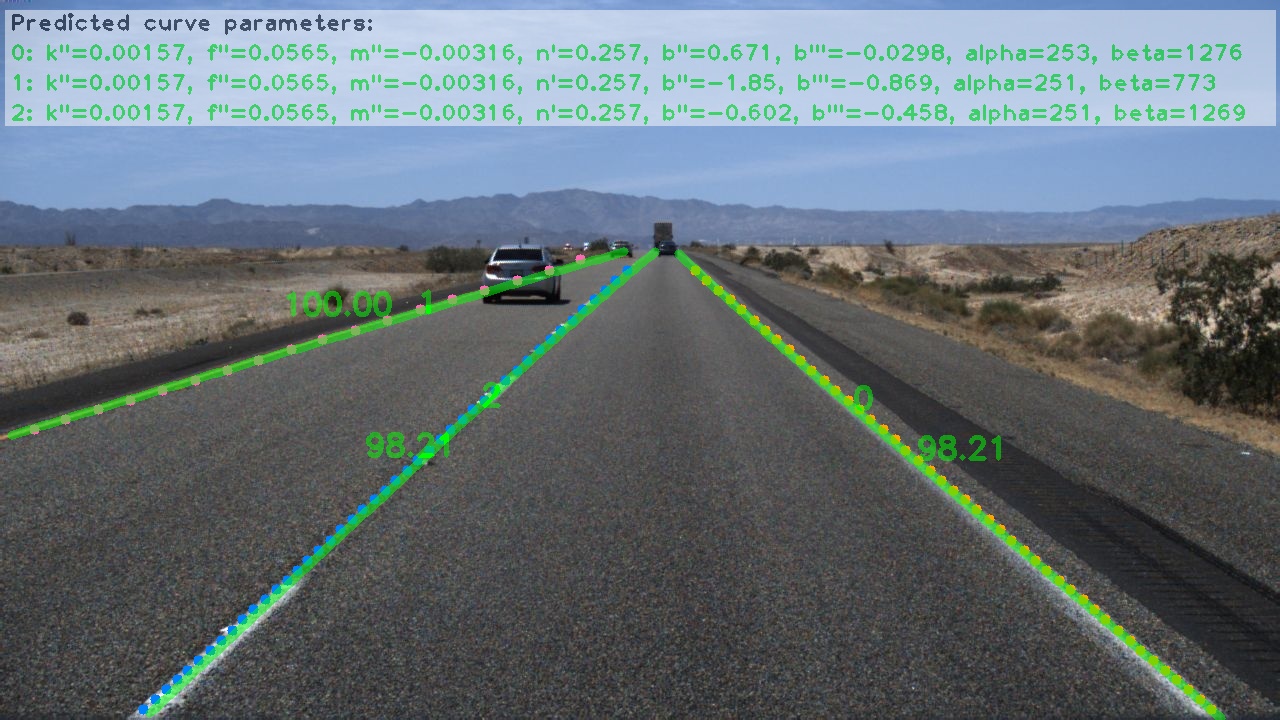 Predicted curve parameters:
0: k''=0.00157, f''=0.0565, m''=-0.00316, n'=0.257, b''=0.671, b'''=-0.0298, alpha=253, beta=1276
1: k''=0.00157, f''=0.0565, m''=-0.00316, n'=0.257, b''=-1.85, b'''=-0.869, alpha=251, beta=773
2: k''=0.00157, f''=0.0565, m''=-0.00316, n'=0.257, b''=-0.602, b'''=-0.458, alpha=251, beta=1269
100.00 1
2 0
98.21 98.21